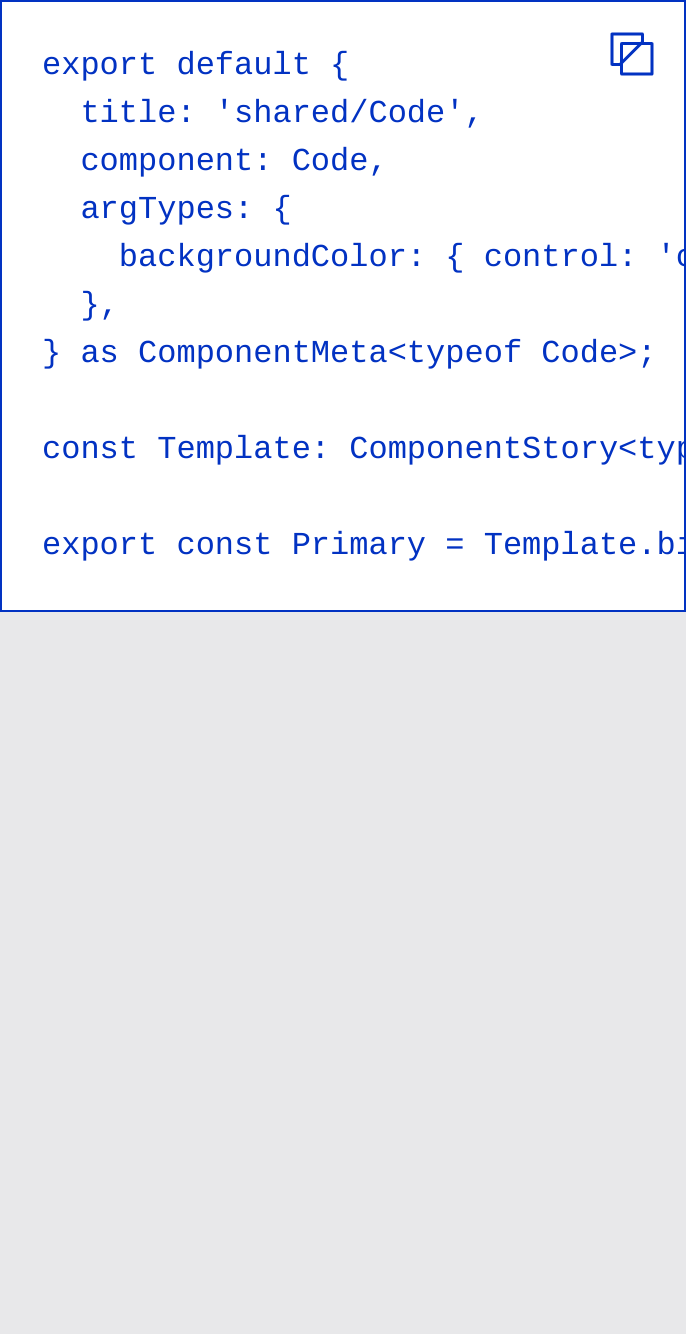 export default {
  title: 'shared/Code',
  component: Code,
  argTypes: {
    backgroundColor: { control: 'c
  },
} as ComponentMeta<typeof Code>;

const Template: ComponentStory<typ

export const Primary = Template.bi